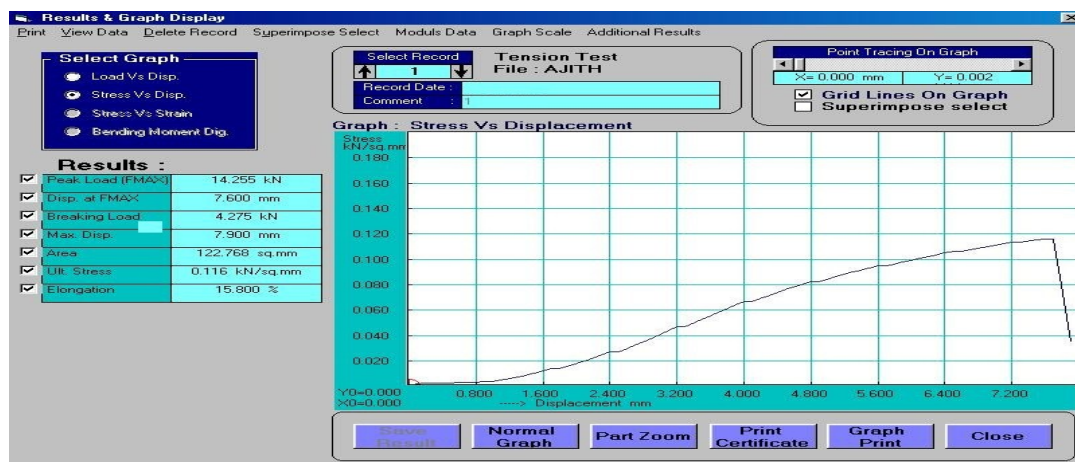 Results & Graph Display
Print View Data Delete Record Superimpose Select Moduls Data Graph Scale Additional Results
Select Graph
Load Vs Disp.
Stress Vs Disp.
Stress Vs Strain
Bending Moment Dig.
Select Record
1
Tension Test
File : AJITH
Record Date :
Comment : 1
Point Tracing On Graph
X= 0.000 mm Y= 0.002
Grid Lines On Graph
Superimpose select
Results :
Peak Load (FMAX) 14.255 kN
Disp. at FMAX 7.600 mm
Breaking Load 4.275 kN
Max. Disp. 7.900 mm
Area 122.768 sq.mm
Ult. Stress 0.116 kN/sq.mm
Elongation 15.800 %
Graph : Stress Vs Displacement
Stress
kN/sq.mm
0.180
0.160
0.140
0.120
0.100
0.080
0.060
0.040
0.020
Y0=0.000
X0=0.000
0.800 1.600 2.400 3.200 4.000 4.800 5.600 6.400 7.200
----> Displacement mm
Save Result
Normal Graph
Part Zoom
Print Certificate
Graph Print
Close